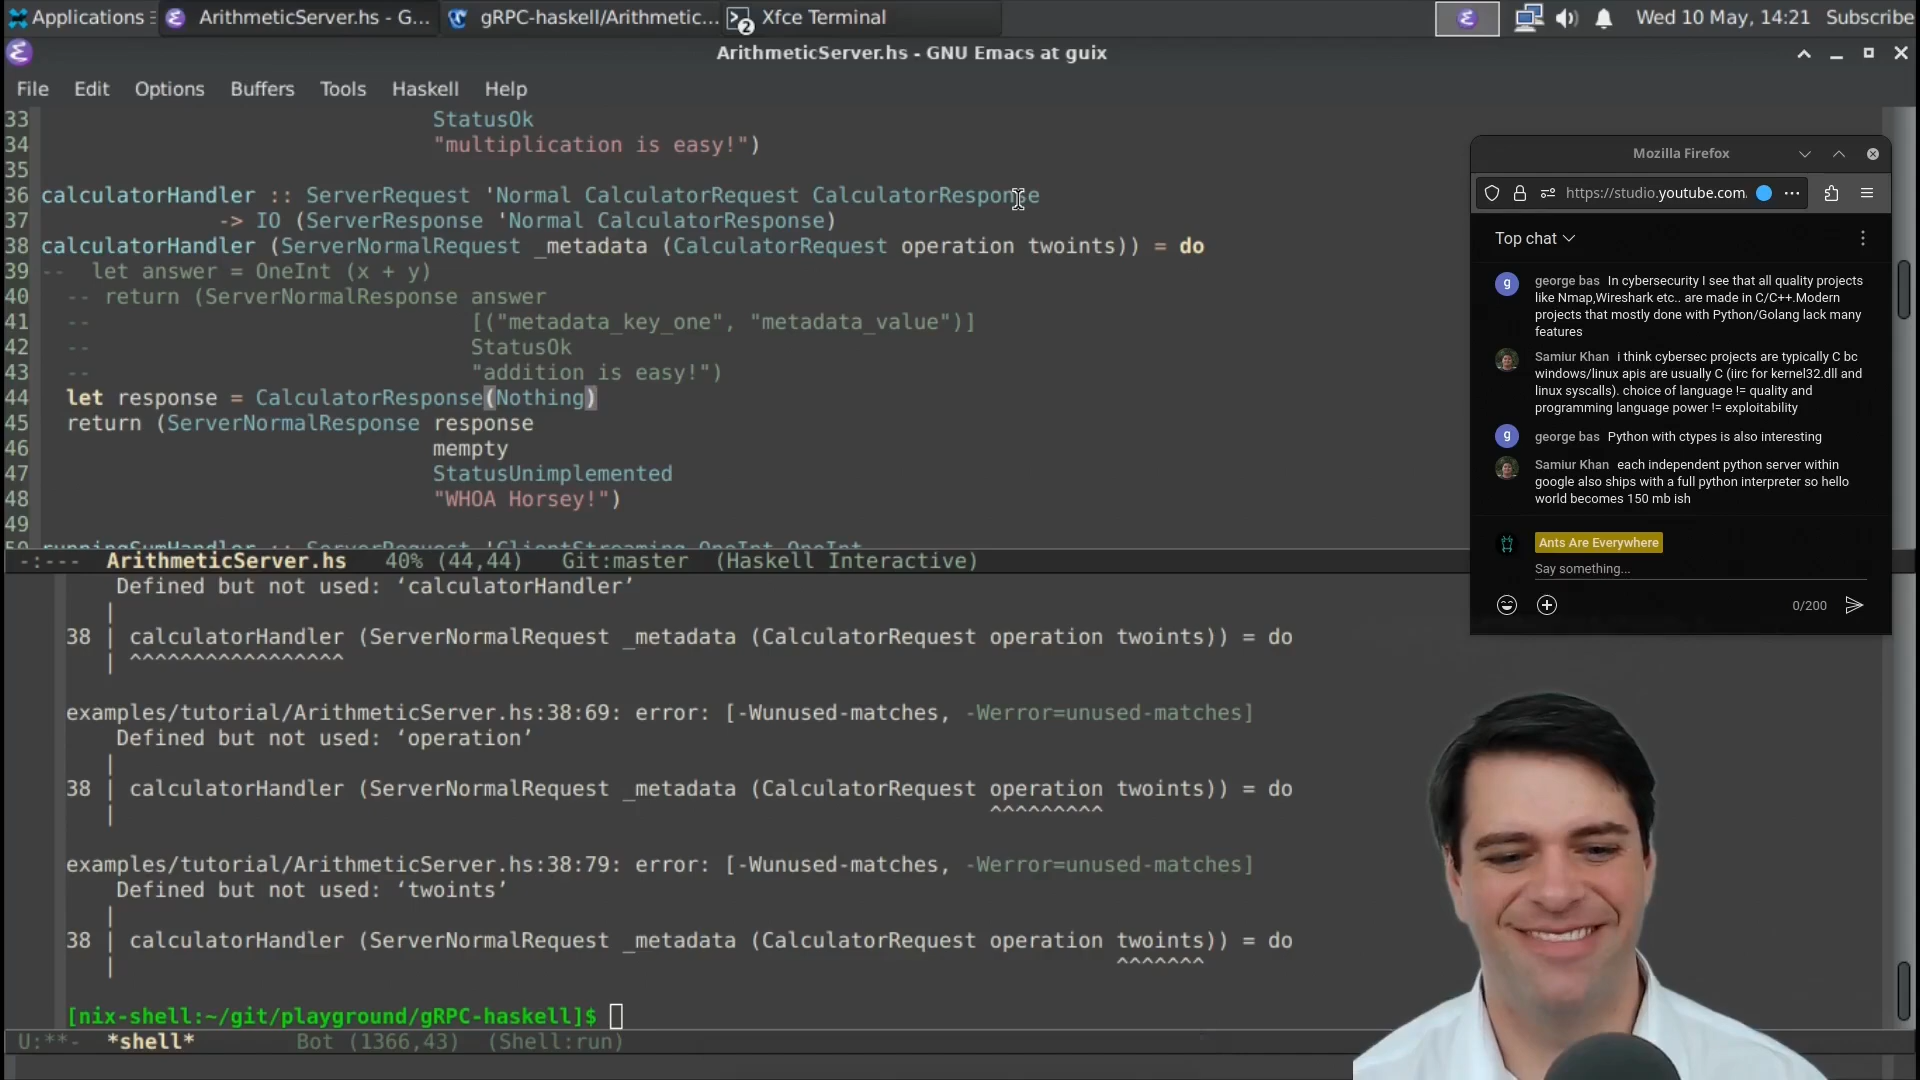 Applications
ArithmeticServer.hs - G...
gRPC-haskell/Arithmetic...
Xfce Terminal
2
Wed 10 May, 14:21
Subscribe
ArithmeticServer.hs - GNU Emacs at guix
File Edit Options Buffers Tools Haskell Help
33 StatusOk
34 "multiplication is easy!")
35
36 calculatorHandler :: ServerRequest 'Normal CalculatorRequest CalculatorResponse
37 -> IO (ServerResponse 'Normal CalculatorResponse)
38 calculatorHandler (ServerNormalRequest _metadata (CalculatorRequest operation twoints)) = do
39 -- let answer = OneInt (x + y)
40 -- return (ServerNormalResponse answer
41 -- [("metadata_key_one", "metadata_value")]
42 -- StatusOk
43 -- "addition is easy!")
44 let response = CalculatorResponse(Nothing)
45 return (ServerNormalResponse response
46 mempty
47 StatusUnimplemented
48 "WHOA Horsey!")
49
50 runningSumHandler :: ServerRequest 'ClientStreaming OneInt OneInt
-:--- ArithmeticServer.hs 40% (44,44) Git:master (Haskell Interactive)
Defined but not used: ‘calculatorHandler’
|
38 | calculatorHandler (ServerNormalRequest _metadata (CalculatorRequest operation twoints)) = do
| ^^^^^^^^^^^^^^^^^
examples/tutorial/ArithmeticServer.hs:38:69: error: [-Wunused-matches, -Werror=unused-matches]
Defined but not used: ‘operation’
|
38 | calculatorHandler (ServerNormalRequest _metadata (CalculatorRequest operation twoints)) = do
| ^^^^^^^^^
examples/tutorial/ArithmeticServer.hs:38:79: error: [-Wunused-matches, -Werror=unused-matches]
Defined but not used: ‘twoints’
|
38 | calculatorHandler (ServerNormalRequest _metadata (CalculatorRequest operation twoints)) = do
| ^^^^^^^
[nix-shell:~/git/playground/gRPC-haskell]$
U:**- *shell* Bot (1366,43) (Shell:run)
Mozilla Firefox
https://studio.youtube.com
Top chat
g
george bas In cybersecurity I see that all quality projects
like Nmap,Wireshark etc.. are made in C/C++.Modern
projects that mostly done with Python/Golang lack many
features
Samiur Khan i think cybersec projects are typically C bc
windows/linux apis are usually C (iirc for kernel32.dll and
linux syscalls). choice of language != quality and
programming language power != exploitability
g
george bas Python with ctypes is also interesting
Samiur Khan each independent python server within
google also ships with a full python interpreter so hello
world becomes 150 mb ish
Ants Are Everywhere
Say something...
0/200